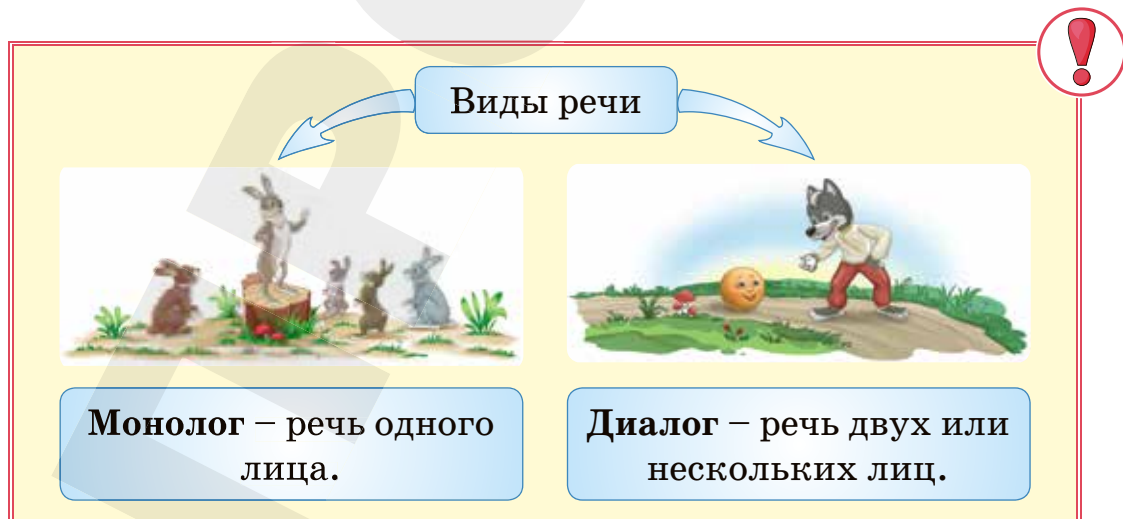 Виды речи
Монолог – речь одного
лица.
Диалог – речь двух или
нескольких лиц.